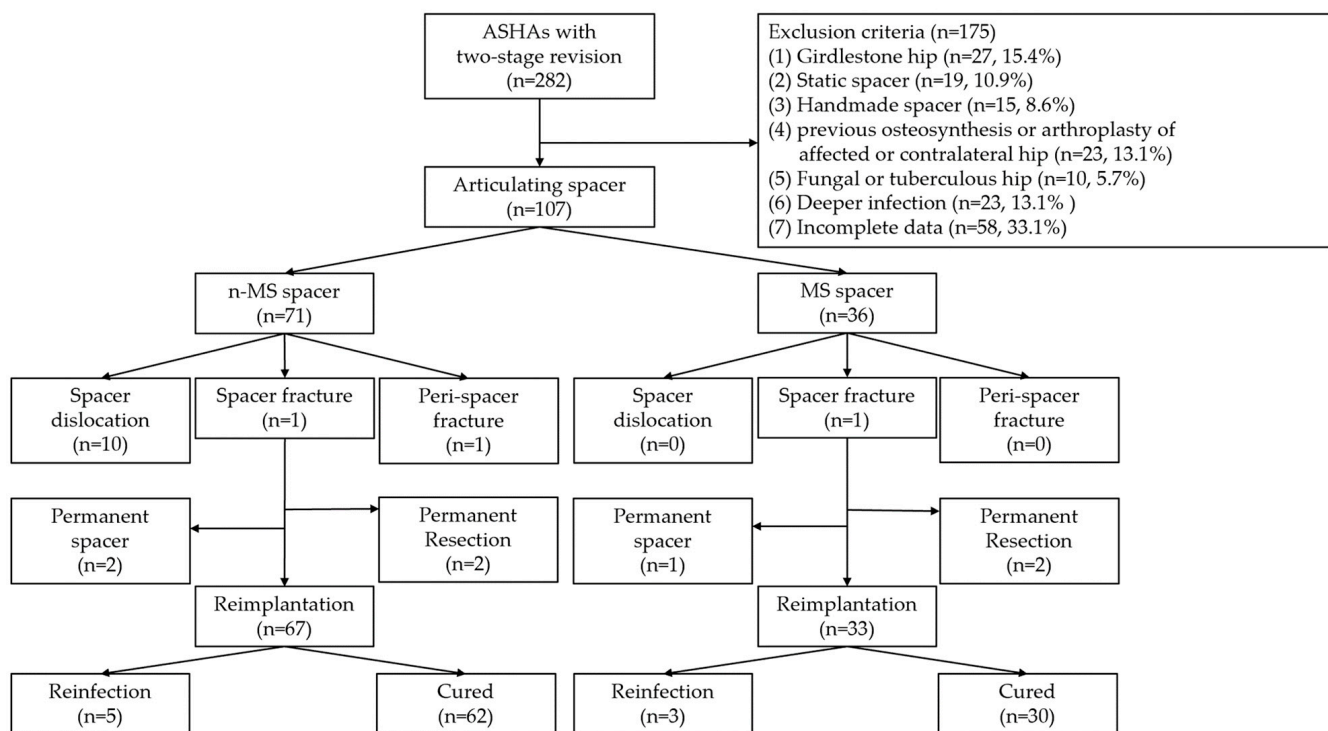 ASHAs with
two-stage revision
(n=282)
Exclusion criteria (n=175)
(1) Girdlestone hip (n=27, 15.4%)
(2) Static spacer (n=19, 10.9%)
(3) Handmade spacer (n=15, 8.6%)
(4) previous osteosynthesis or arthroplasty of
affected or contralateral hip (n=23, 13.1%)
(5) Fungal or tuberculous hip (n=10, 5.7%)
(6) Deeper infection (n=23, 13.1% )
(7) Incomplete data (n=58, 33.1%)
Articulating spacer
(n=107)
n-MS spacer
(n=71)
MS spacer
(n=36)
Spacer
dislocation
(n=10)
Spacer fracture
(n=1)
Peri-spacer
fracture
(n=1)
Spacer
dislocation
(n=0)
Spacer fracture
(n=1)
Peri-spacer
fracture
(n=0)
Permanent
spacer
(n=2)
Permanent
Resection
(n=2)
Permanent
spacer
(n=1)
Permanent
Resection
(n=2)
Reimplantation
(n=67)
Reimplantation
(n=33)
Reinfection
(n=5)
Cured
(n=62)
Reinfection
(n=3)
Cured
(n=30)